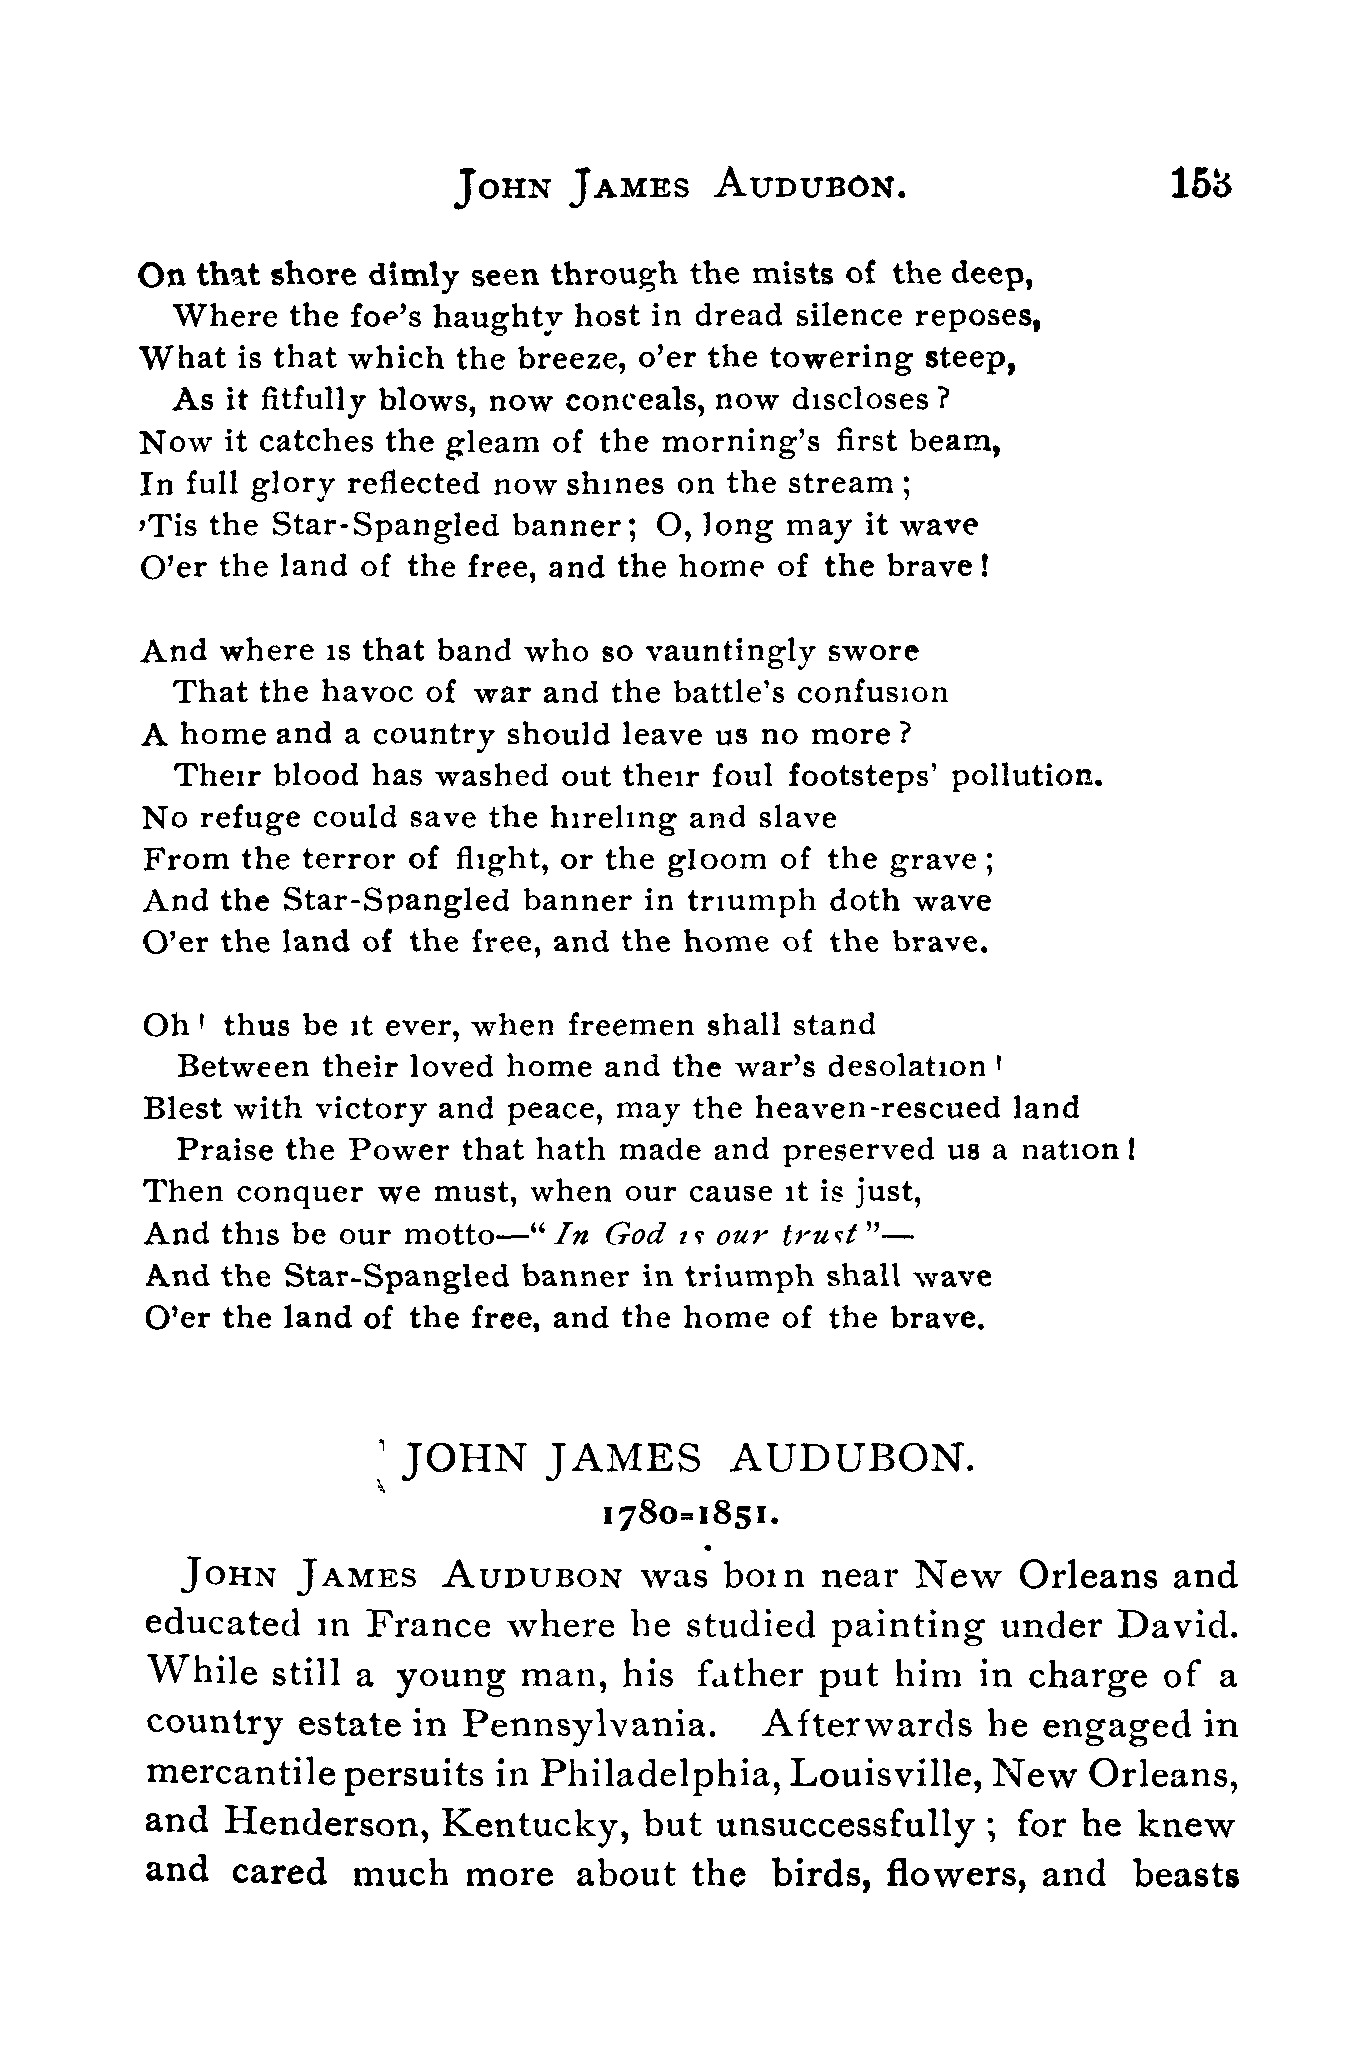 John James Audubon. 153
On that shore dimly seen through the mists of the deep,
Where the foe's haughty host in dread silence reposes,
What is that which the breeze, o'er the towering steep,
As it fitfully blows, now conceals, now discloses?
Now it catches the gleam of the morning's first beam,
In full glory reflected now shines on the stream;
'Tis the Star-Spangled banner; O, long may it wave
O'er the land of the free, and the home of the brave!
And where is that band who so vauntingly swore
That the havoc of war and the battle's confusion
A home and a country should leave us no more?
Their blood has washed out their foul footsteps' pollution.
No refuge could save the hireling and slave
From the terror of flight, or the gloom of the grave;
And the Star-Spangled banner in triumph doth wave
O'er the land of the free, and the home of the brave.
Oh! thus be it ever, when freemen shall stand
Between their loved home and the war's desolation!
Blest with victory and peace, may the heaven-rescued land
Praise the Power that hath made and preserved us a nation!
Then conquer we must, when our cause it is just,
And this be our motto—"In God is our trust"—
And the Star-Spangled banner in triumph shall wave
O'er the land of the free, and the home of the brave.
JOHN JAMES AUDUBON.
1780-1851.
John James Audubon was born near New Orleans and
educated in France where he studied painting under David.
While still a young man, his father put him in charge of a
country estate in Pennsylvania. Afterwards he engaged in
mercantile persuits in Philadelphia, Louisville, New Orleans,
and Henderson, Kentucky, but unsuccessfully; for he knew
and cared much more about the birds, flowers, and beasts